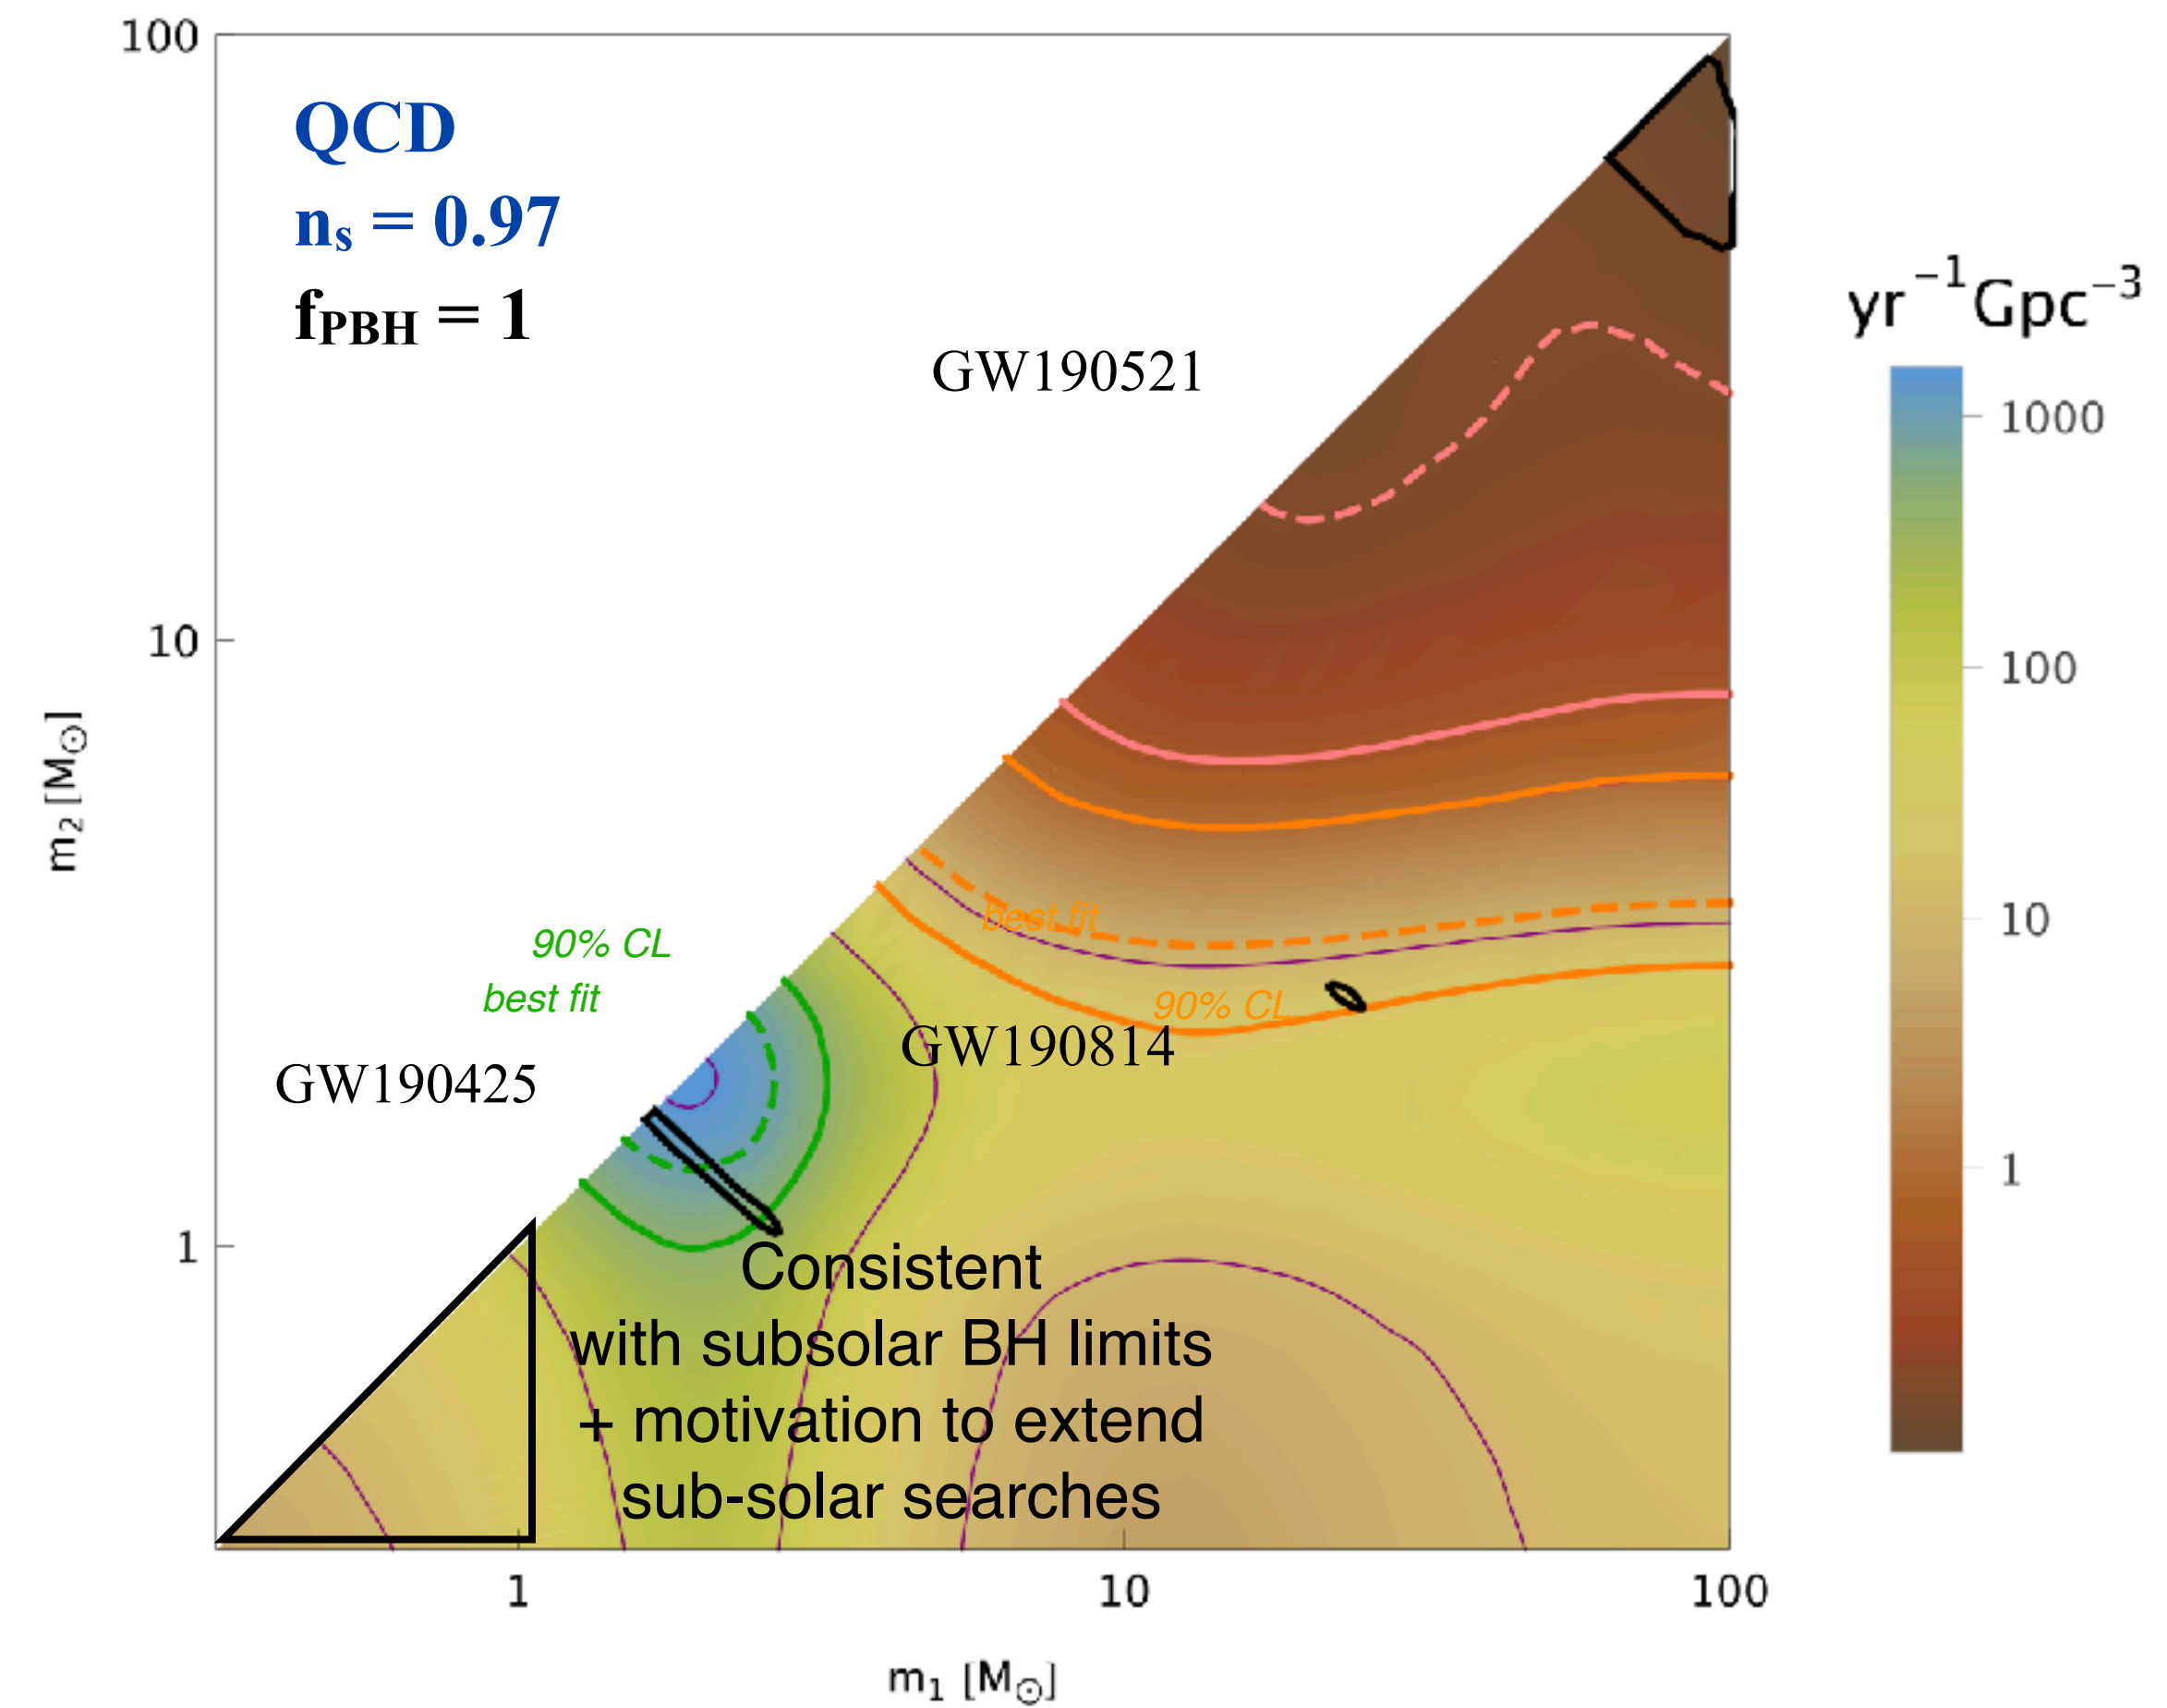 100
QCD
nₛ = 0.97
f_PBH = 1
GW190521
yr⁻¹Gpc⁻³
1000
100
10
1
10
m₂ [M⊙]
best fit
90% CL
best fit
90% CL
GW190814
GW190425
1
Consistent
with subsolar BH limits
+ motivation to extend
sub-solar searches
1
10
100
m₁ [M⊙]